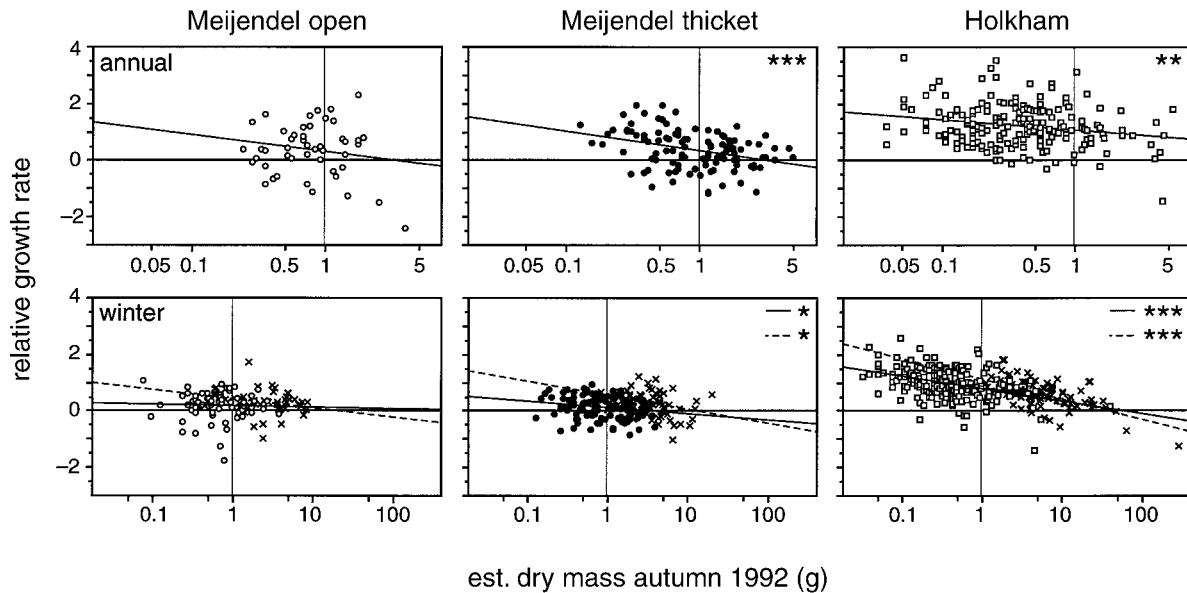 Meijendel open Meijendel thicket Holkham
relative growth rate
4
2
0
–2
annual
***
**
0.05 0.1 0.5 1 5
0.05 0.1 0.5 1 5
0.05 0.1 0.5 1 5
4
2
0
–2
winter
*
*
***
***
0.1 1 10 100
0.1 1 10 100
0.1 1 10 100
est. dry mass autumn 1992 (g)